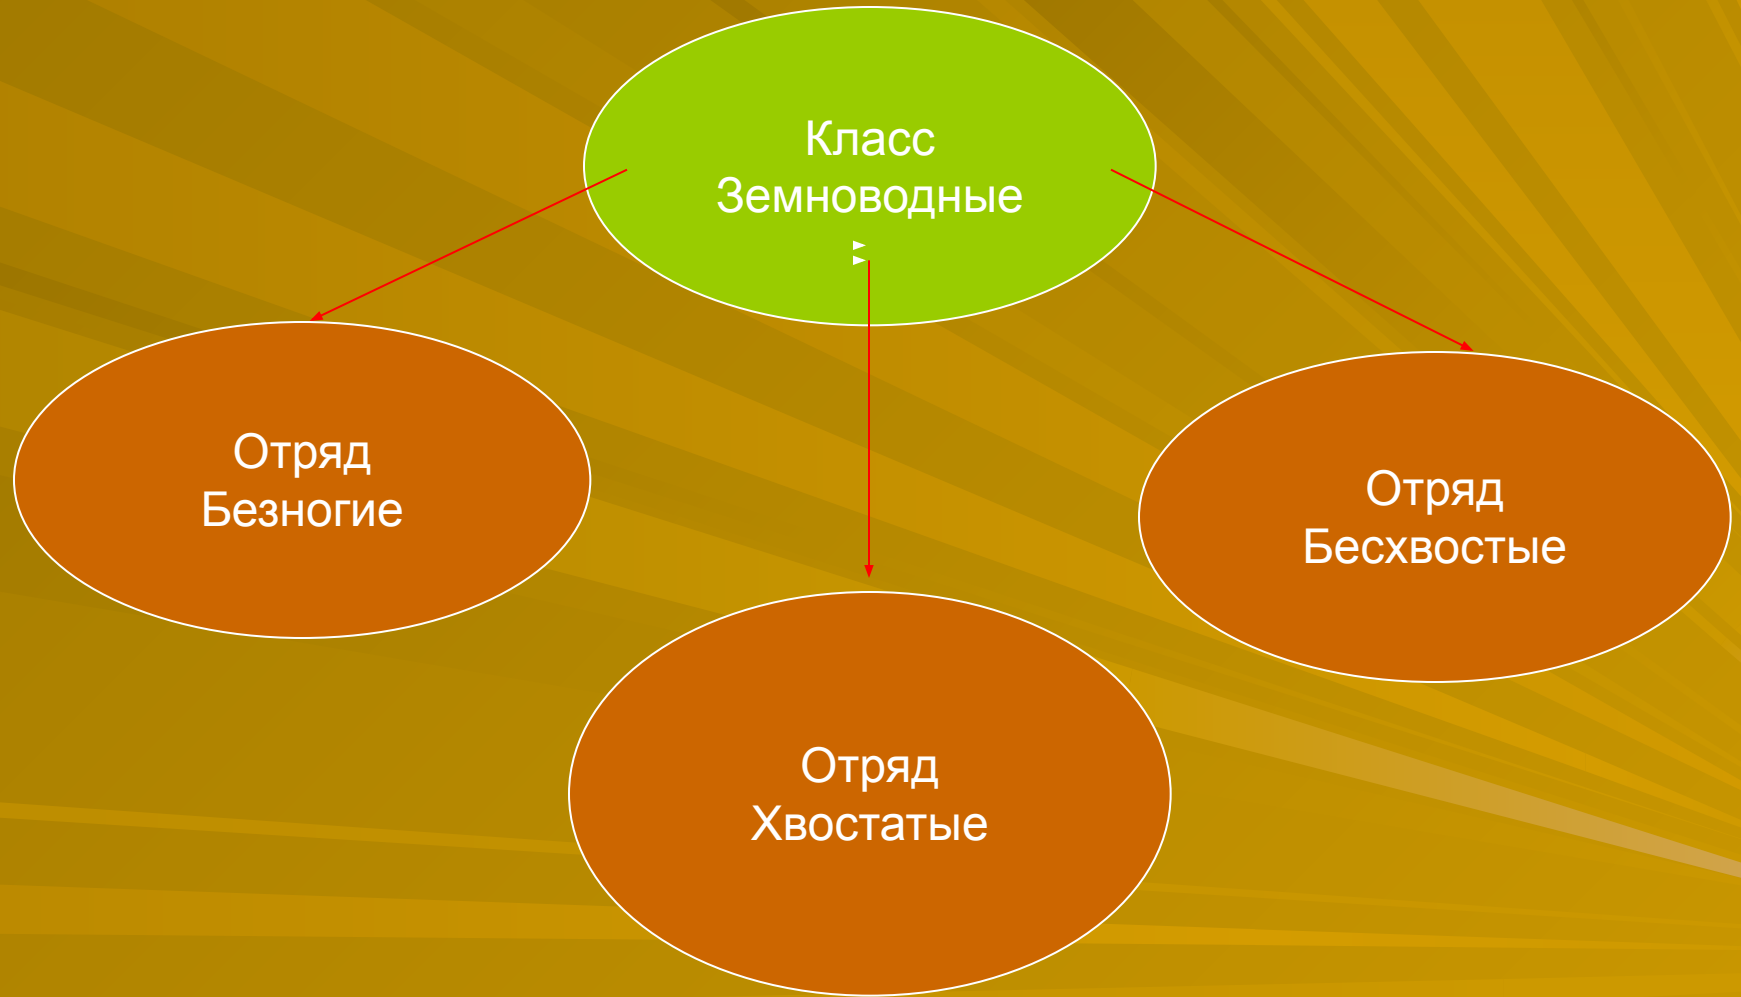 Класс
Земноводные
Отряд
Безногие
Отряд
Бесхвостые
Отряд
Хвостатые